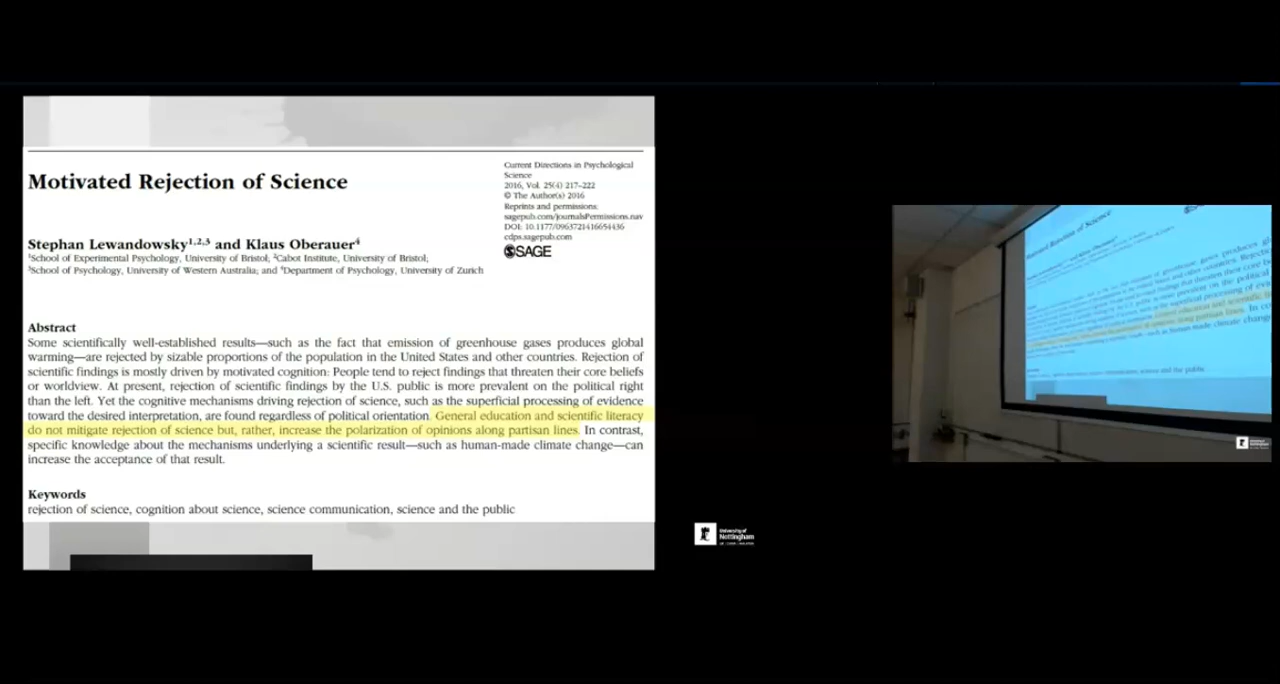 Motivated Rejection of Science
Current Directions in Psychological
Science
2016, Vol. 25(4) 217–222
© The Author(s) 2016
Reprints and permissions:
sagepub.com/journalsPermissions.nav
DOI: 10.1177/0963721416654436
cdps.sagepub.com
SAGE
Stephan Lewandowsky1,2,3 and Klaus Oberauer4
1School of Experimental Psychology, University of Bristol; 2Cabot Institute, University of Bristol;
3School of Psychology, University of Western Australia; and 4Department of Psychology, University of Zurich
Abstract
Some scientifically well-established results—such as the fact that emission of greenhouse gases produces global
warming—are rejected by sizable proportions of the population in the United States and other countries. Rejection of
scientific findings is mostly driven by motivated cognition: People tend to reject findings that threaten their core beliefs
or worldview. At present, rejection of scientific findings by the U.S. public is more prevalent on the political right
than the left. Yet the cognitive mechanisms driving rejection of science, such as the superficial processing of evidence
toward the desired interpretation, are found regardless of political orientation. General education and scientific literacy
do not mitigate rejection of science but, rather, increase the polarization of opinions along partisan lines. In contrast,
specific knowledge about the mechanisms underlying a scientific result—such as human-made climate change—can
increase the acceptance of that result.
Keywords
rejection of science, cognition about science, science communication, science and the public
University of
Nottingham
UK | CHINA | MALAYSIA
Motivated Rejection of Science